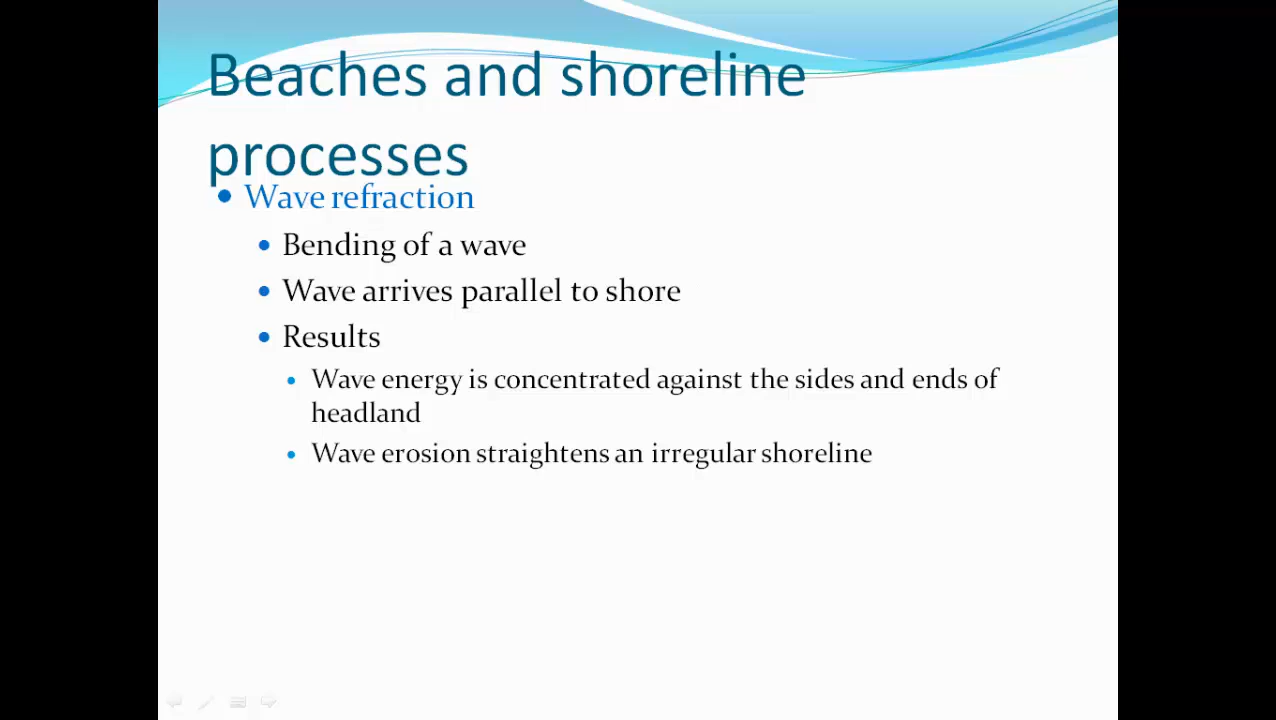 Beaches and shoreline
processes
• Wave refraction
• Bending of a wave
• Wave arrives parallel to shore
• Results
• Wave energy is concentrated against the sides and ends of
headland
• Wave erosion straightens an irregular shoreline